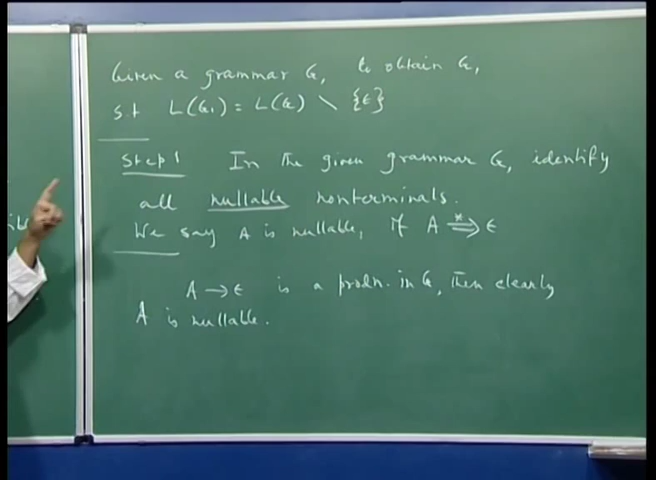 Given a grammar G, to obtain G₁
s.t L(G₁) = L(G) \ {ϵ}
Step 1 In the given grammar G, identify
all nullable nonterminals.
We say A is nullable, if A ⇒* ϵ
A → ϵ is a prodn. in G, then clearly
A is nullable.